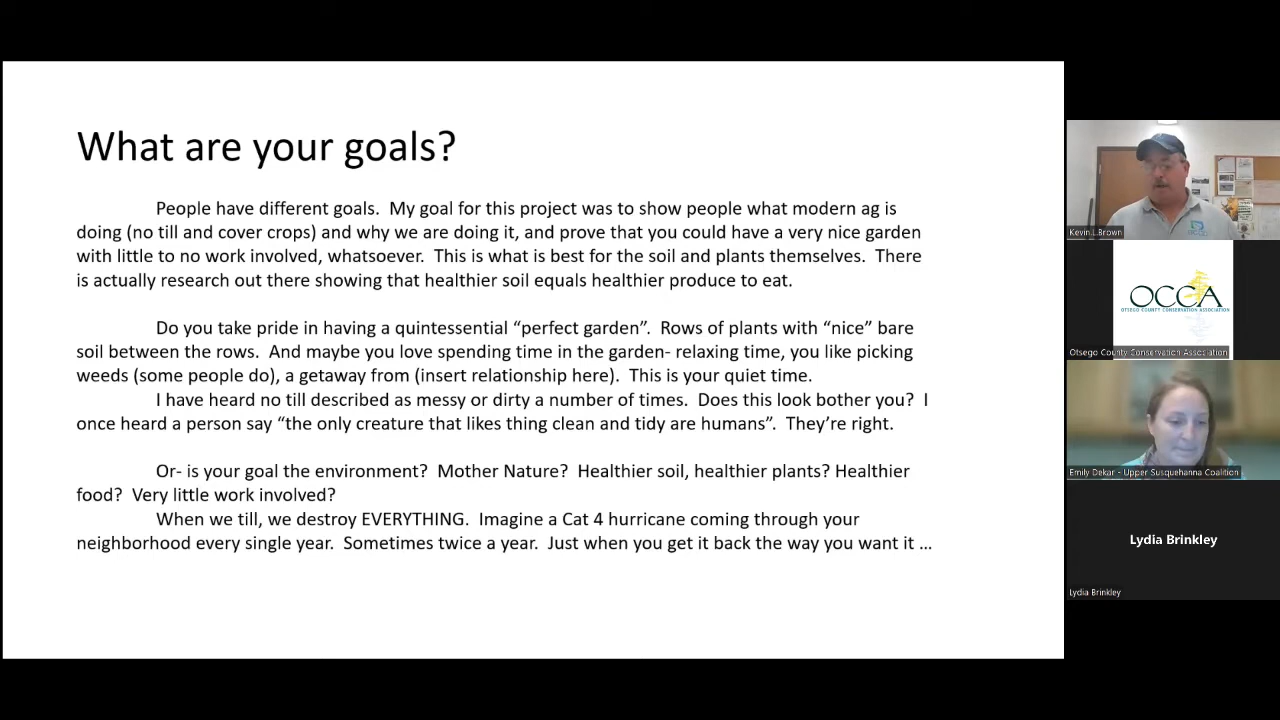 What are your goals?
People have different goals.  My goal for this project was to show people what modern ag is
doing (no till and cover crops) and why we are doing it, and prove that you could have a very nice garden
with little to no work involved, whatsoever.  This is what is best for the soil and plants themselves.  There
is actually research out there showing that healthier soil equals healthier produce to eat.
Do you take pride in having a quintessential “perfect garden”.  Rows of plants with “nice” bare
soil between the rows.  And maybe you love spending time in the garden- relaxing time, you like picking
weeds (some people do), a getaway from (insert relationship here).  This is your quiet time.
I have heard no till described as messy or dirty a number of times.  Does this look bother you?  I
once heard a person say “the only creature that likes thing clean and tidy are humans”.  They’re right.
Or- is your goal the environment?  Mother Nature?  Healthier soil, healthier plants? Healthier
food?  Very little work involved?
When we till, we destroy EVERYTHING.  Imagine a Cat 4 hurricane coming through your
neighborhood every single year.  Sometimes twice a year.  Just when you get it back the way you want it …
Kevin L Brown
OCCA
OTSEGO COUNTY CONSERVATION ASSOCIATION
Otsego County Conservation Association
Emily Dekar - Upper Susquehanna Coalition
Lydia Brinkley
Lydia Brinkley